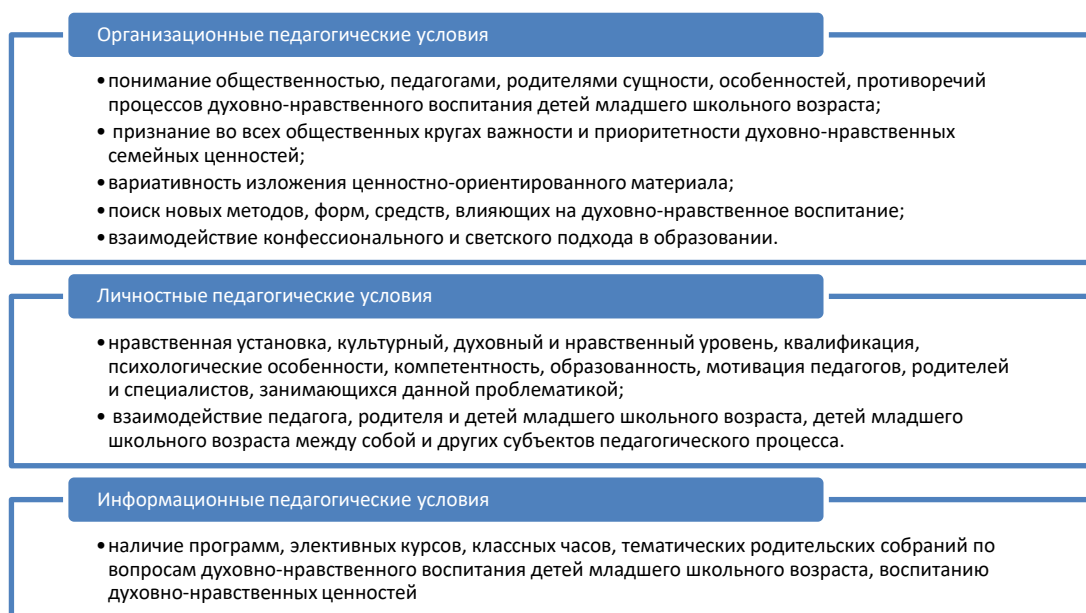 Организационные педагогические условия
•понимание общественностью, педагогами, родителями сущности, особенностей, противоречий
процессов духовно-нравственного воспитания детей младшего школьного возраста;
• признание во всех общественных кругах важности и приоритетности духовно-нравственных
семейных ценностей;
•вариативность изложения ценностно-ориентированного материала;
•поиск новых методов, форм, средств, влияющих на духовно-нравственное воспитание;
•взаимодействие конфессионального и светского подхода в образовании.
Личностные педагогические условия
•нравственная установка, культурный, духовный и нравственный уровень, квалификация,
психологические особенности, компетентность, образованность, мотивация педагогов, родителей
и специалистов, занимающихся данной проблематикой;
• взаимодействие педагога, родителя и детей младшего школьного возраста, детей младшего
школьного возраста между собой и других субъектов педагогического процесса.
Информационные педагогические условия
•наличие программ, элективных курсов, классных часов, тематических родительских собраний по
вопросам духовно-нравственного воспитания детей младшего школьного возраста, воспитанию
духовно-нравственных ценностей